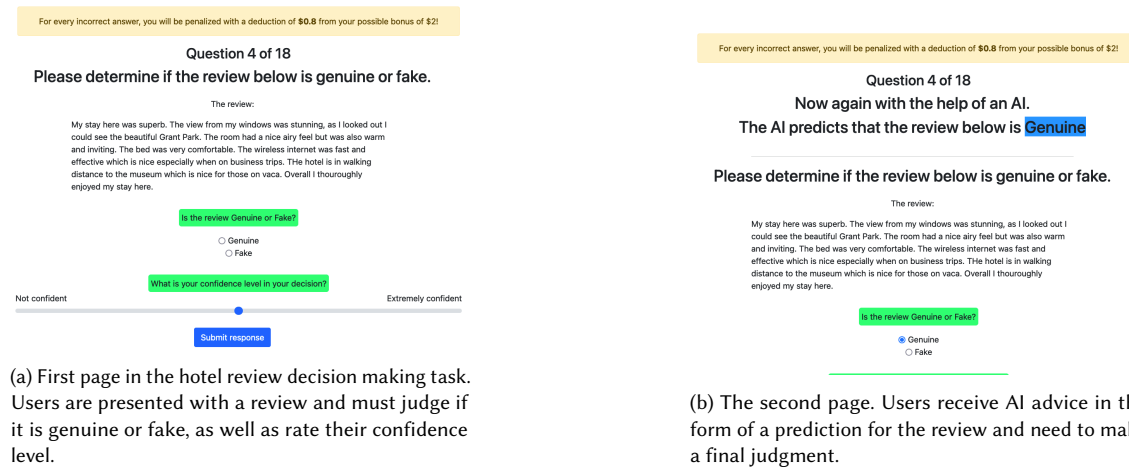 For every incorrect answer, you will be penalized with a deduction of $0.8 from your possible bonus of $2!
Question 4 of 18
Please determine if the review below is genuine or fake.
The review:
My stay here was superb. The view from my windows was stunning, as I looked out I
could see the beautiful Grant Park. The room had a nice airy feel but was also warm
and inviting. The bed was very comfortable. The wireless internet was fast and
effective which is nice especially when on business trips. THe hotel is in walking
distance to the museum which is nice for those on vaca. Overall I thouroughly
enjoyed my stay here.
Is the review Genuine or Fake?
Genuine
Fake
What is your confidence level in your decision?
Not confident Extremely confident
Submit response
(a) First page in the hotel review decision making task.
Users are presented with a review and must judge if
it is genuine or fake, as well as rate their confidence
level.
For every incorrect answer, you will be penalized with a deduction of $0.8 from your possible bonus of $2!
Question 4 of 18
Now again with the help of an AI.
The AI predicts that the review below is Genuine
Please determine if the review below is genuine or fake.
The review:
My stay here was superb. The view from my windows was stunning, as I looked out I
could see the beautiful Grant Park. The room had a nice airy feel but was also warm
and inviting. The bed was very comfortable. The wireless internet was fast and
effective which is nice especially when on business trips. THe hotel is in walking
distance to the museum which is nice for those on vaca. Overall I thouroughly
enjoyed my stay here.
Is the review Genuine or Fake?
Genuine
Fake
(b) The second page. Users receive AI advice in th
form of a prediction for the review and need to mak
a final judgment.